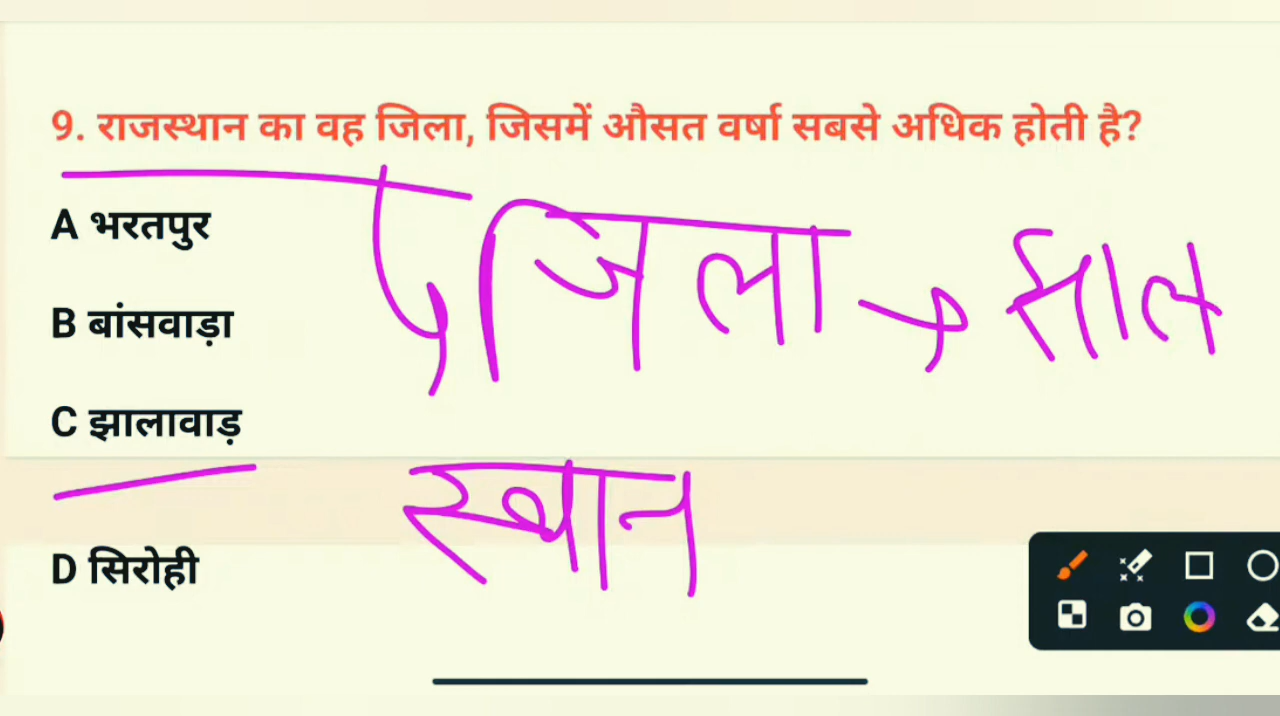 9. राजस्थान का वह जिला, जिसमें औसत वर्षा सबसे अधिक होती है?
A भरतपुर
जिला
B बांसवाड़ा
C झालावाड़
स्थान
D सिरोही